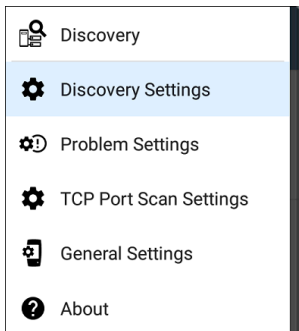 Discovery
Discovery Settings
Problem Settings
TCP Port Scan Settings
General Settings
About